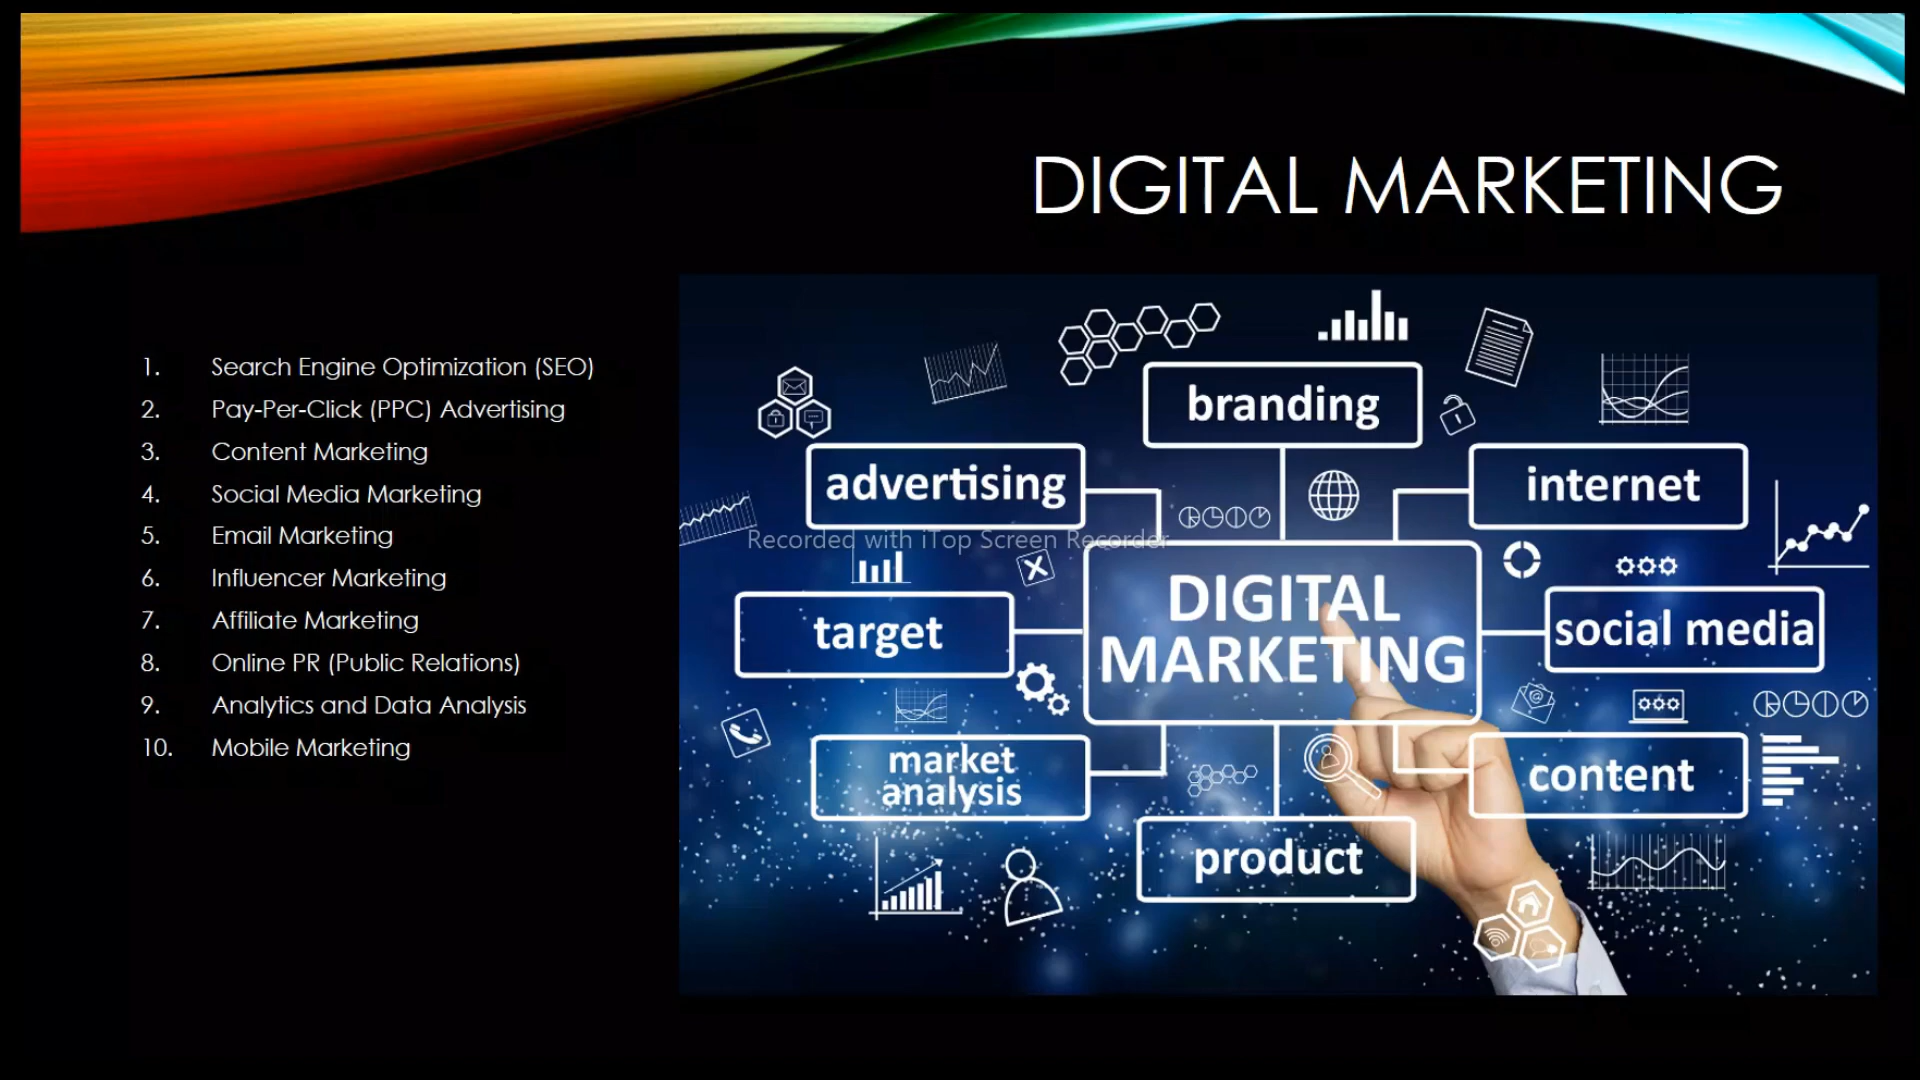 DIGITAL MARKETING
1. Search Engine Optimization (SEO)
2. Pay-Per-Click (PPC) Advertising
3. Content Marketing
4. Social Media Marketing
5. Email Marketing
6. Influencer Marketing
7. Affiliate Marketing
8. Online PR (Public Relations)
9. Analytics and Data Analysis
10. Mobile Marketing
branding
advertising
internet
Recorded with iTop Screen Recorder
DIGITAL
MARKETING
target
social media
market
analysis
content
product